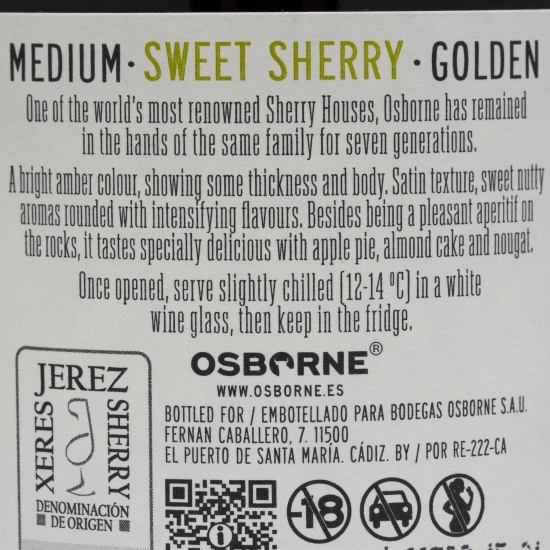 MEDIUM · SWEET SHERRY · GOLDEN
One of the world's most renowned Sherry Houses, Osborne has remained
in the hands of the same family for seven generations.
A bright amber colour, showing some thickness and body. Satin texture, sweet nutty
aromas rounded with intensifying flavours. Besides being a pleasant aperitif on
the rocks, it tastes specially delicious with apple pie, almond cake and nougat.
Once opened, serve slightly chilled (12-14 ºC) in a white
wine glass, then keep in the fridge.
OSBORNE®
WWW.OSBORNE.ES
BOTTLED FOR / EMBOTELLADO PARA BODEGAS OSBORNE S.A.U.
FERNAN CABALLERO, 7. 11500
EL PUERTO DE SANTA MARÍA. CÁDIZ. BY / POR RE-222-CA
JEREZ
XERES
SHERRY
DENOMINACIÓN
DE ORIGEN
i
-18